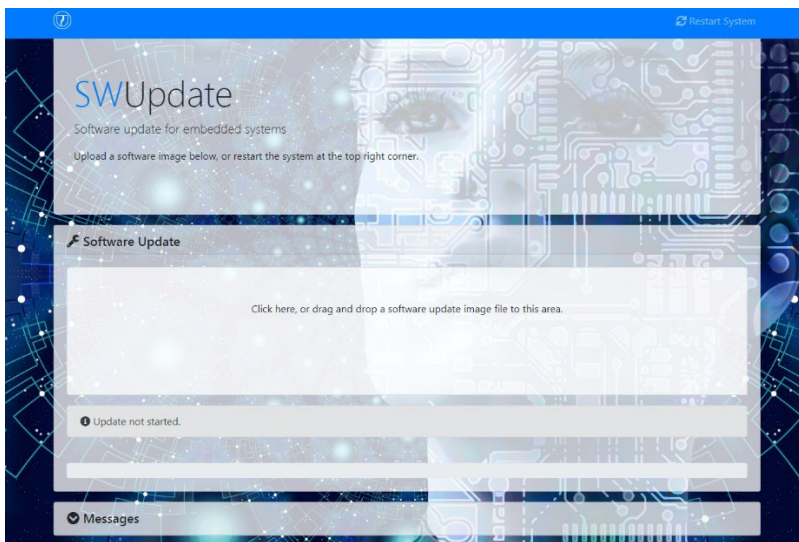 Restart System
SWUpdate
Software update for embedded systems
Upload a software image below, or restart the system at the top right corner.
Software Update
Click here, or drag and drop a software update image file to this area.
Update not started.
Messages